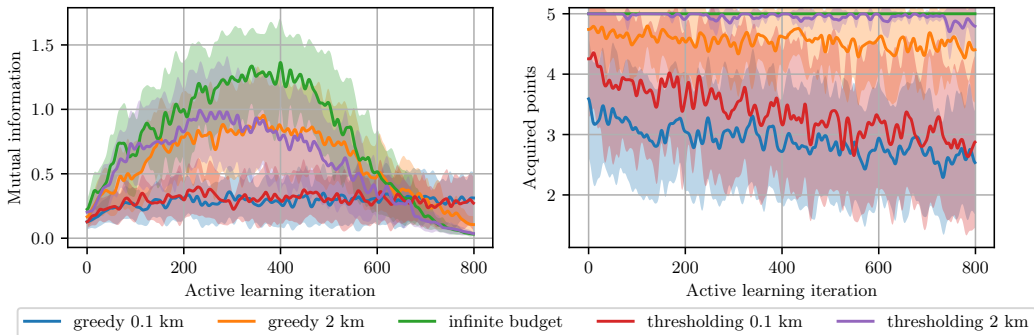 1.5
1.0
0.5
0.0
Mutual information
0 200 400 600 800
Active learning iteration
5
4
3
2
Acquired points
0 200 400 600 800
Active learning iteration
greedy 0.1 km greedy 2 km infinite budget thresholding 0.1 km thresholding 2 km